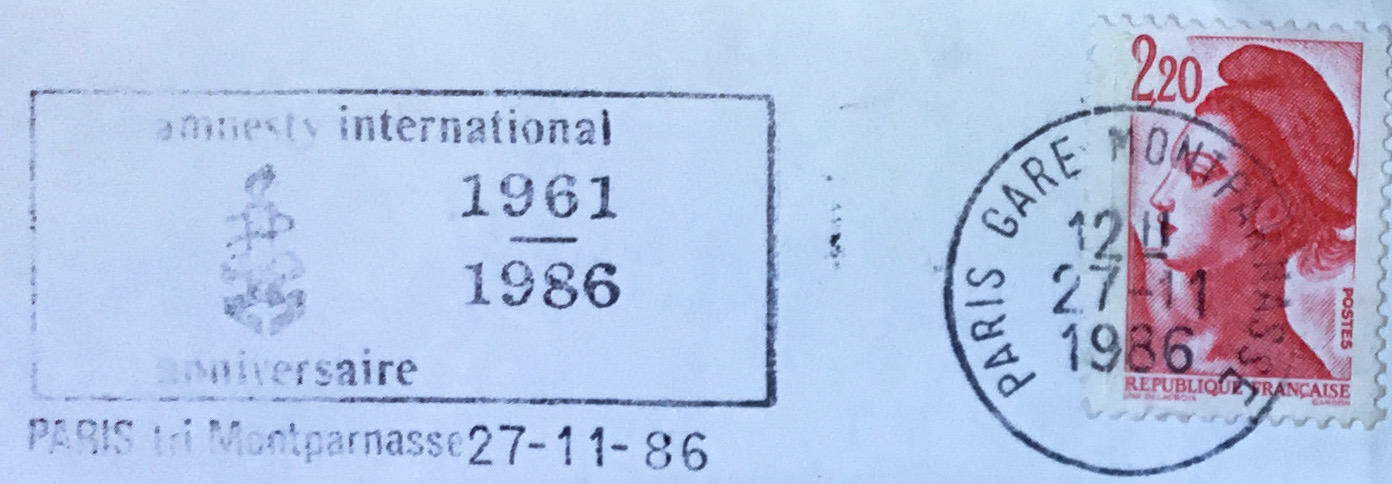 amnesty international
1961
1986
anniversaire
PARIS tri Montparnasse 27-11-86
PARIS GARE MONTPARNASSE
12 H
27-11
1986
2,20
POSTES
REPUBLIQUE FRANÇAISE
GANDON